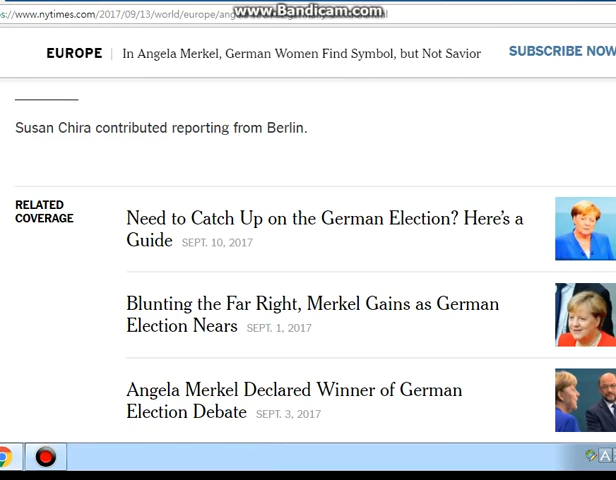 www.Bandicam.com
s://www.nytimes.com/2017/09/13/world/europe/
EUROPE | In Angela Merkel, German Women Find Symbol, but Not Savior
SUBSCRIBE NOW
Susan Chira contributed reporting from Berlin.
RELATED
COVERAGE
Need to Catch Up on the German Election? Here's a
Guide SEPT. 10, 2017
Blunting the Far Right, Merkel Gains as German
Election Nears SEPT. 1, 2017
Angela Merkel Declared Winner of German
Election Debate SEPT. 3, 2017
A